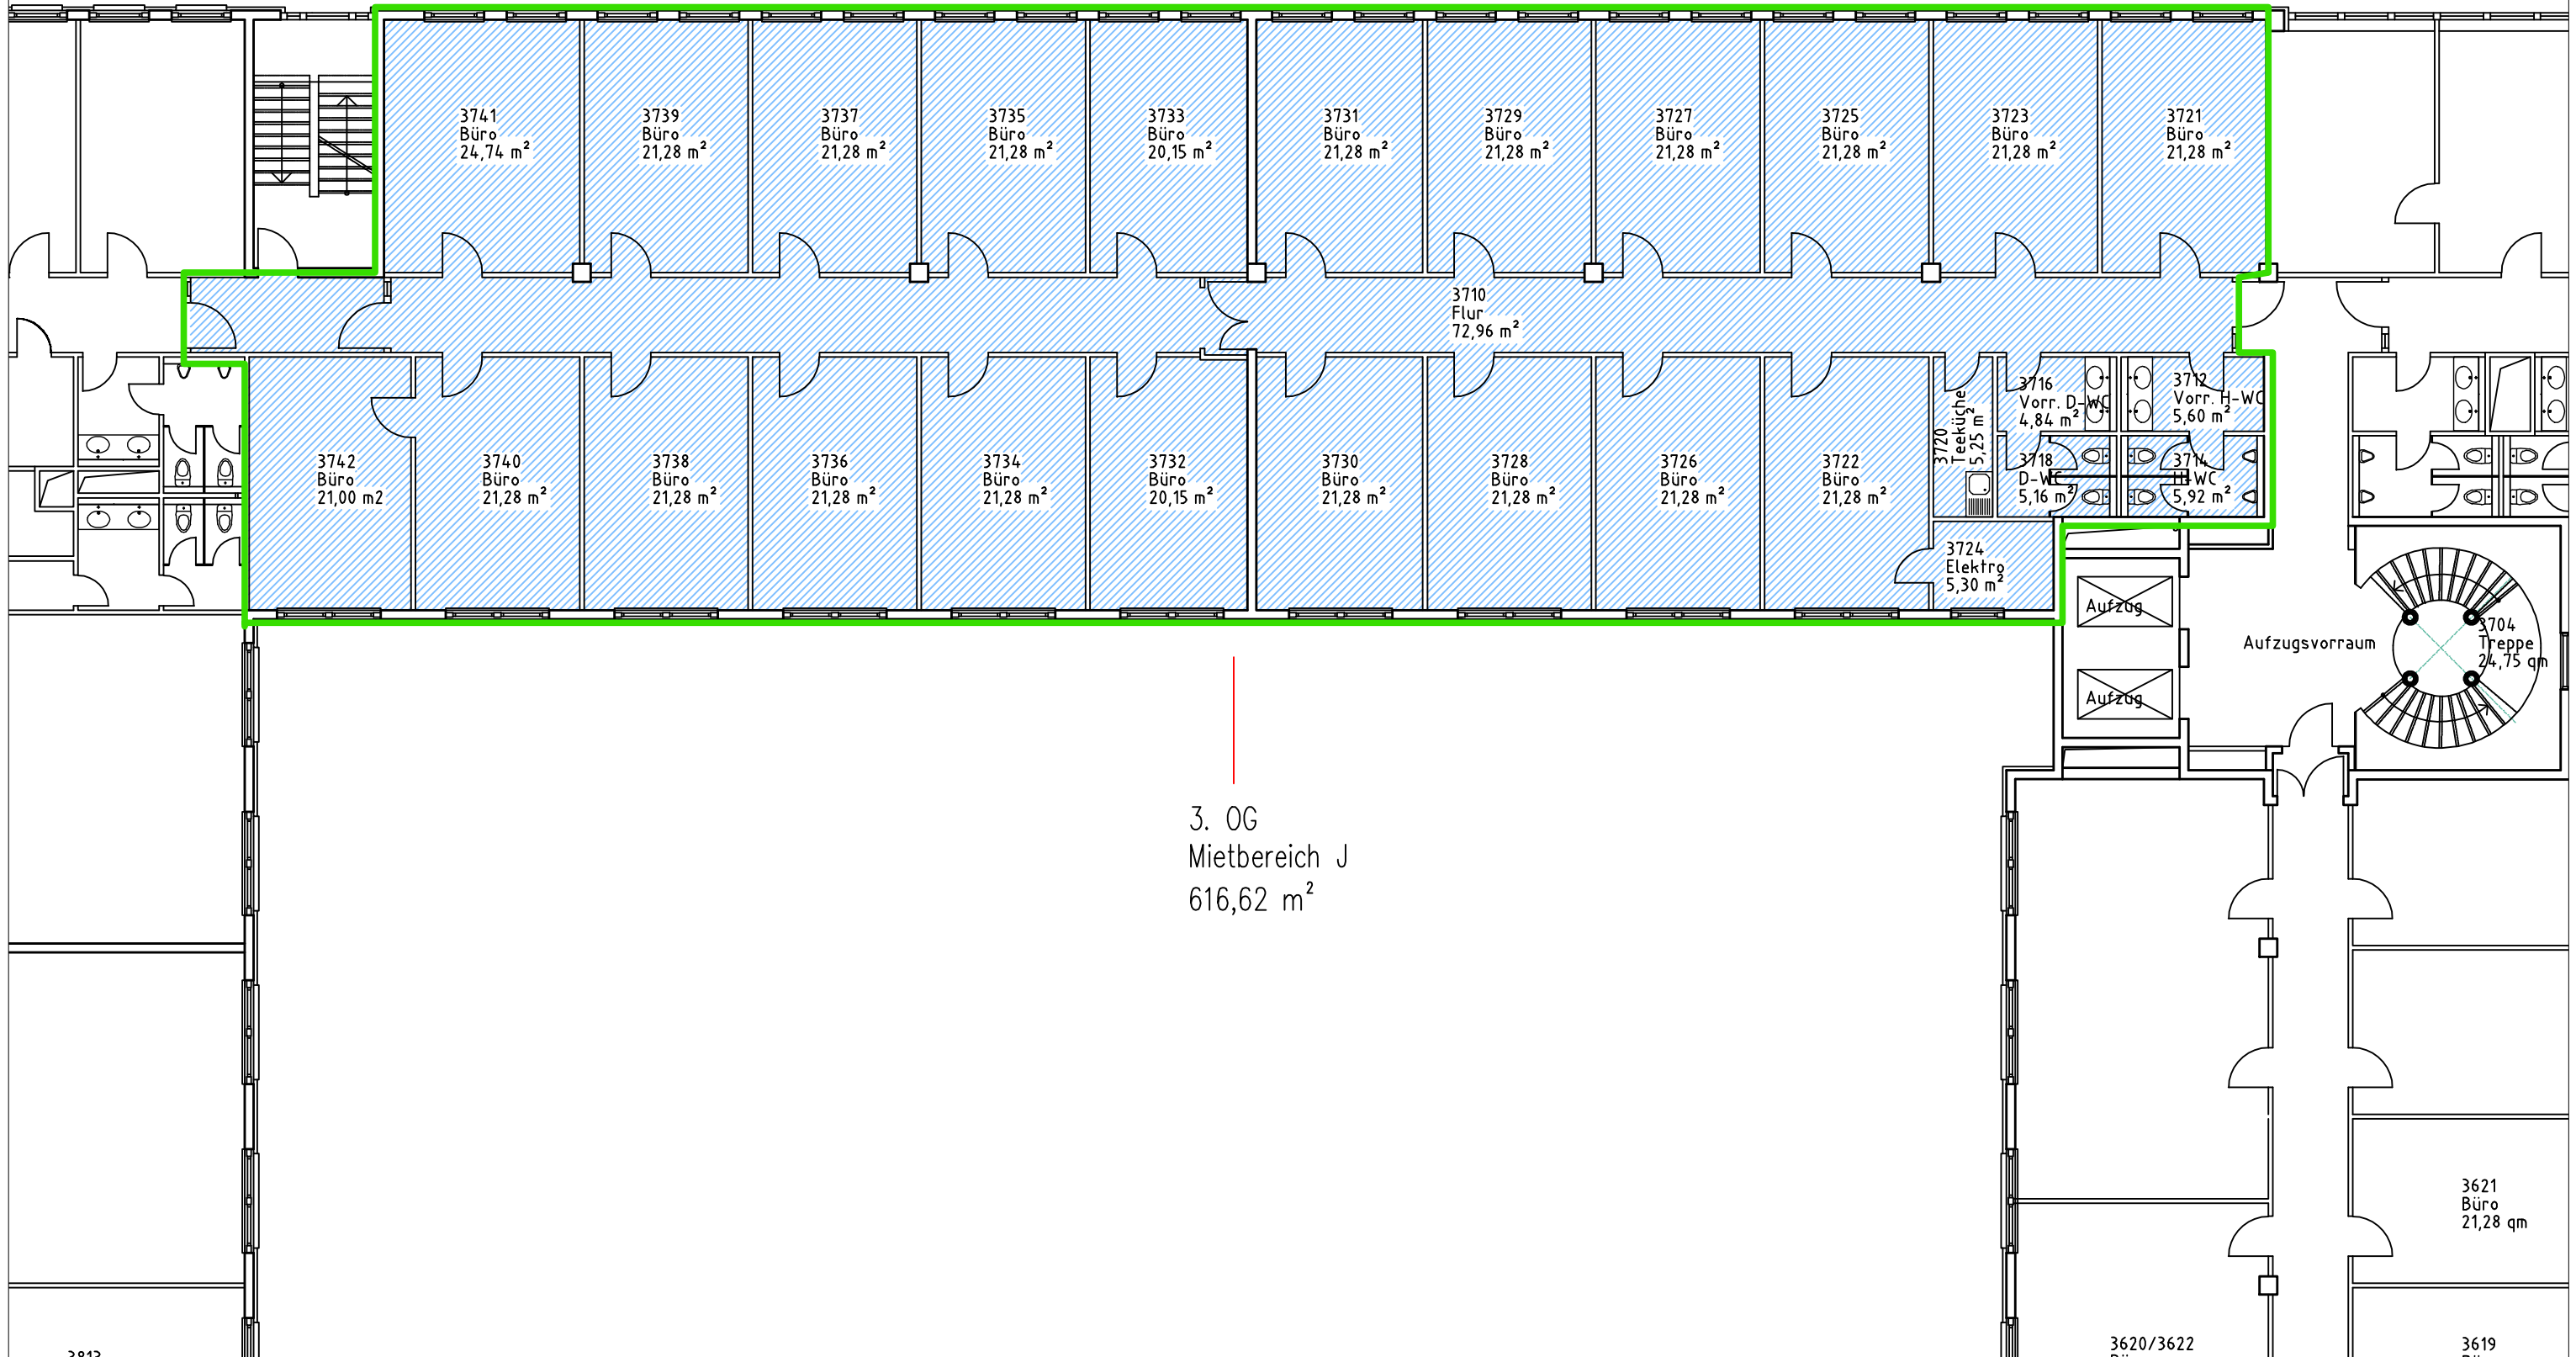 3741
Büro
24,74 m²
3739
Büro
21,28 m²
3737
Büro
21,28 m²
3735
Büro
21,28 m²
3733
Büro
20,15 m²
3731
Büro
21,28 m²
3729
Büro
21,28 m²
3727
Büro
21,28 m²
3725
Büro
21,28 m²
3723
Büro
21,28 m²
3721
Büro
21,28 m²
3710
Flur
72,96 m²
3742
Büro
21,00 m2
3740
Büro
21,28 m²
3738
Büro
21,28 m²
3736
Büro
21,28 m²
3734
Büro
21,28 m²
3732
Büro
20,15 m²
3730
Büro
21,28 m²
3728
Büro
21,28 m²
3726
Büro
21,28 m²
3722
Büro
21,28 m²
3720
Teeküche
5,25 m²
3716
Vorr. D-WC
4,84 m²
3712
Vorr. H-WC
5,60 m²
3718
D-WC
5,16 m²
3714
H-WC
5,92 m²
3724
Elektro
5,30 m²
Aufzug
Aufzug
Aufzugsvorraum
3704
Treppe
24,75 qm
3. OG
Mietbereich J
616,62 m²
3621
Büro
21,28 qm
3620/3622
3619